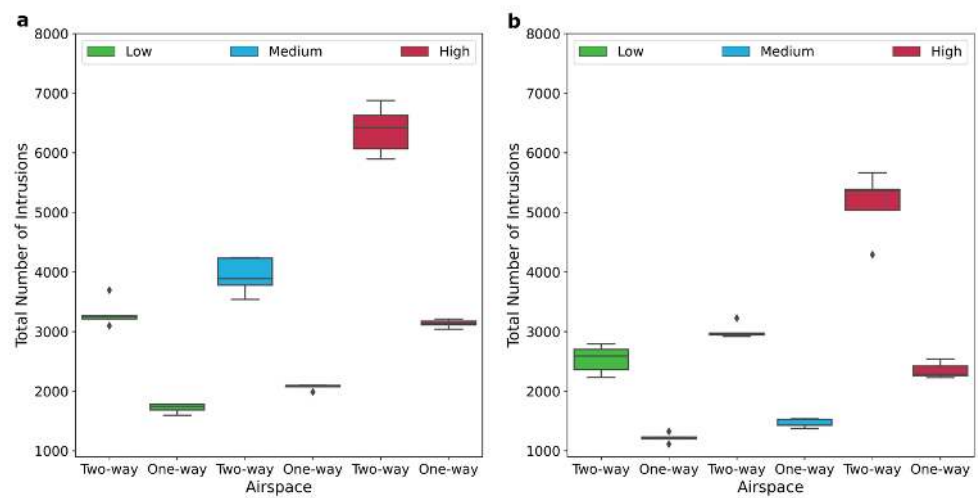 a
Low Medium High
Total Number of Intrusions
8000
7000
6000
5000
4000
3000
2000
1000
Two-way One-way Two-way One-way Two-way One-way
Airspace
b
Low Medium High
Total Number of Intrusions
8000
7000
6000
5000
4000
3000
2000
1000
Two-way One-way Two-way One-way Two-way One-way
Airspace